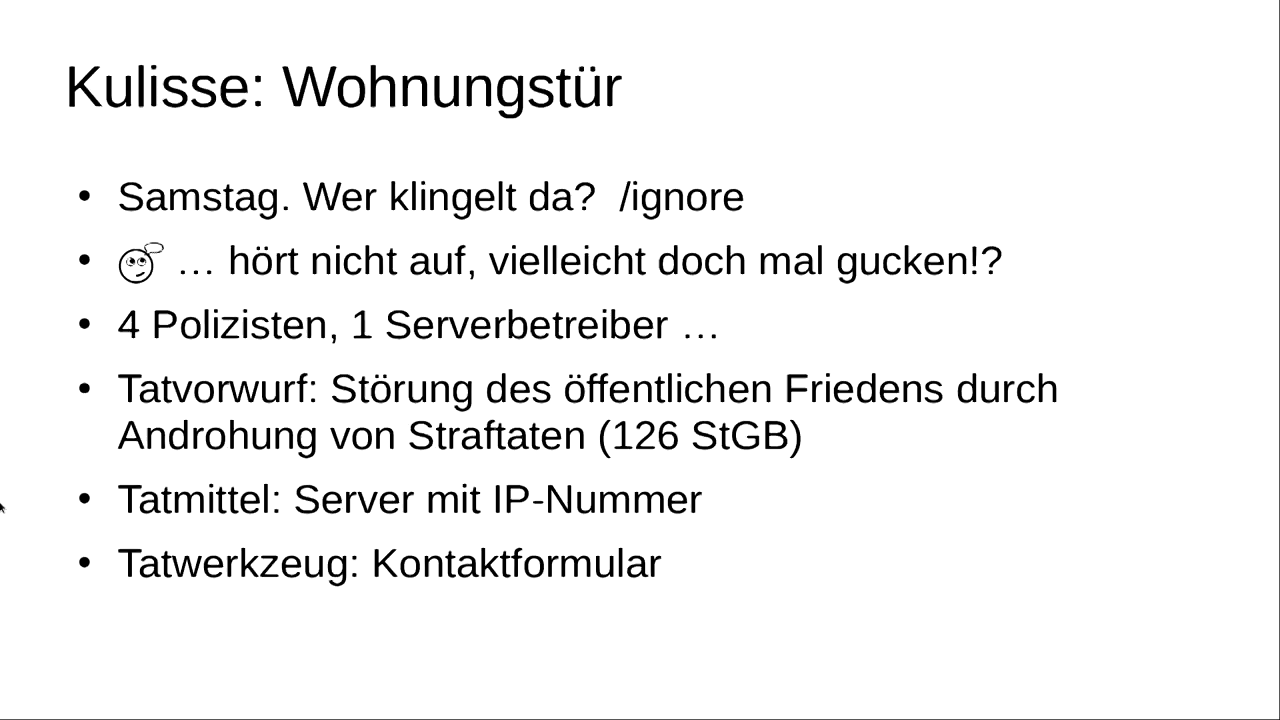 Kulisse: Wohnungstür
• Samstag. Wer klingelt da?  /ignore
• … hört nicht auf, vielleicht doch mal gucken!?
• 4 Polizisten, 1 Serverbetreiber …
• Tatvorwurf: Störung des öffentlichen Friedens durch
Androhung von Straftaten (126 StGB)
• Tatmittel: Server mit IP-Nummer
• Tatwerkzeug: Kontaktformular